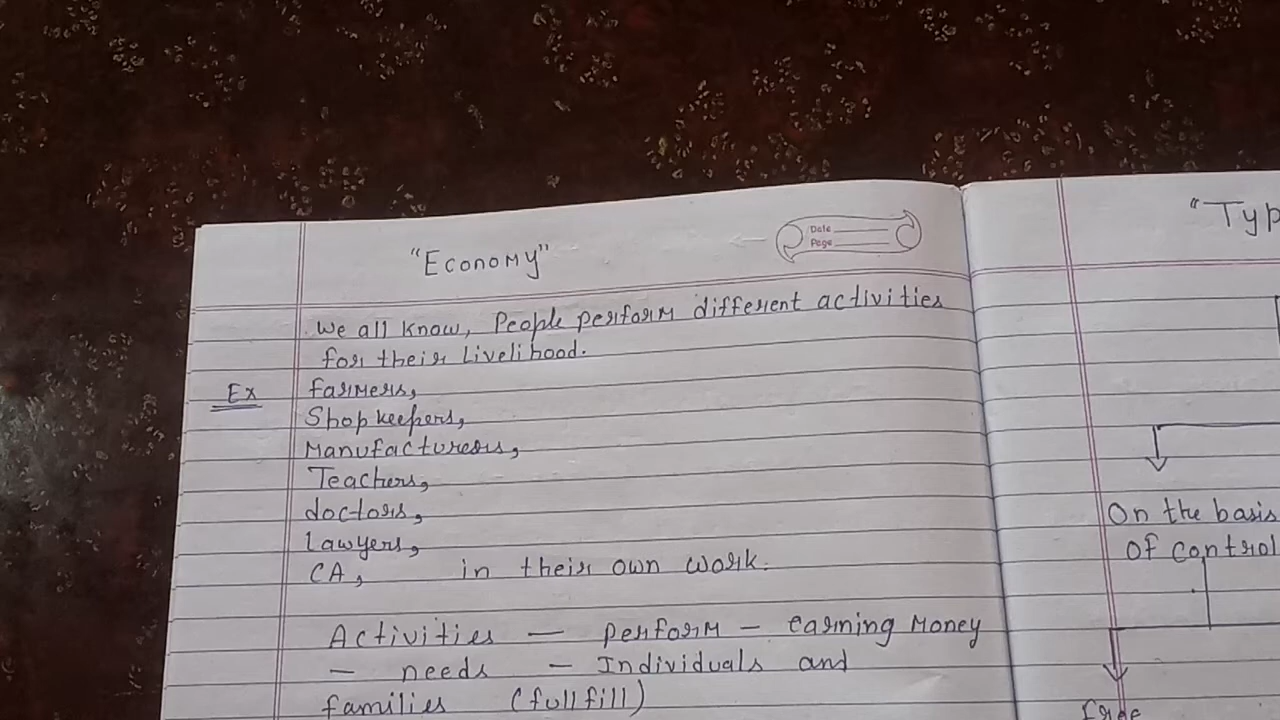 "Economy"
Date
Page
We all know, People perform different activities
for their Livelihood.
Ex farmers,
Shopkeepers,
Manufacturers,
Teachers,
doctors,
Lawyers,
CA, in their own work.
Activities — perform — earning Money
— needs — Individuals and
families (fullfill)
"Typ
On the basis
Of control
free